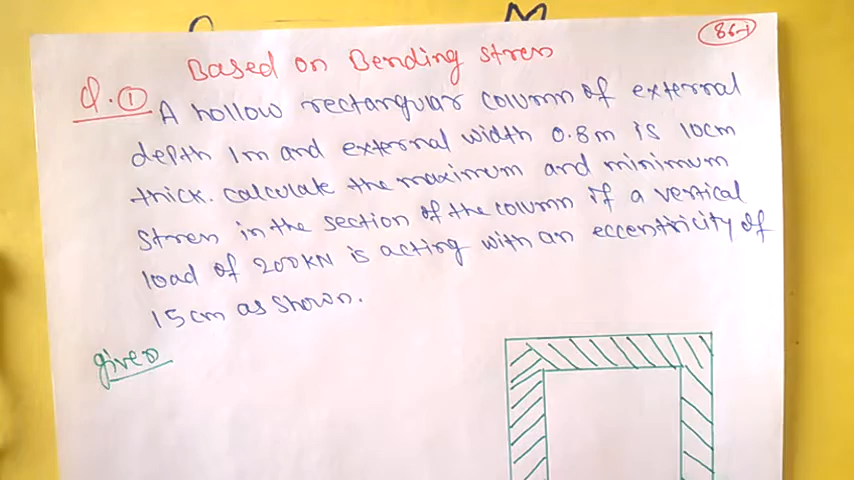 86-1
Based on Bending stress
Q. ① A hollow rectangular column of external
depth 1m and external width 0.8m is 10cm
thick. calculate the maximum and minimum
stress in the section of the column if a vertical
load of 200KN is acting with an eccentricity of
15cm as shown.
given